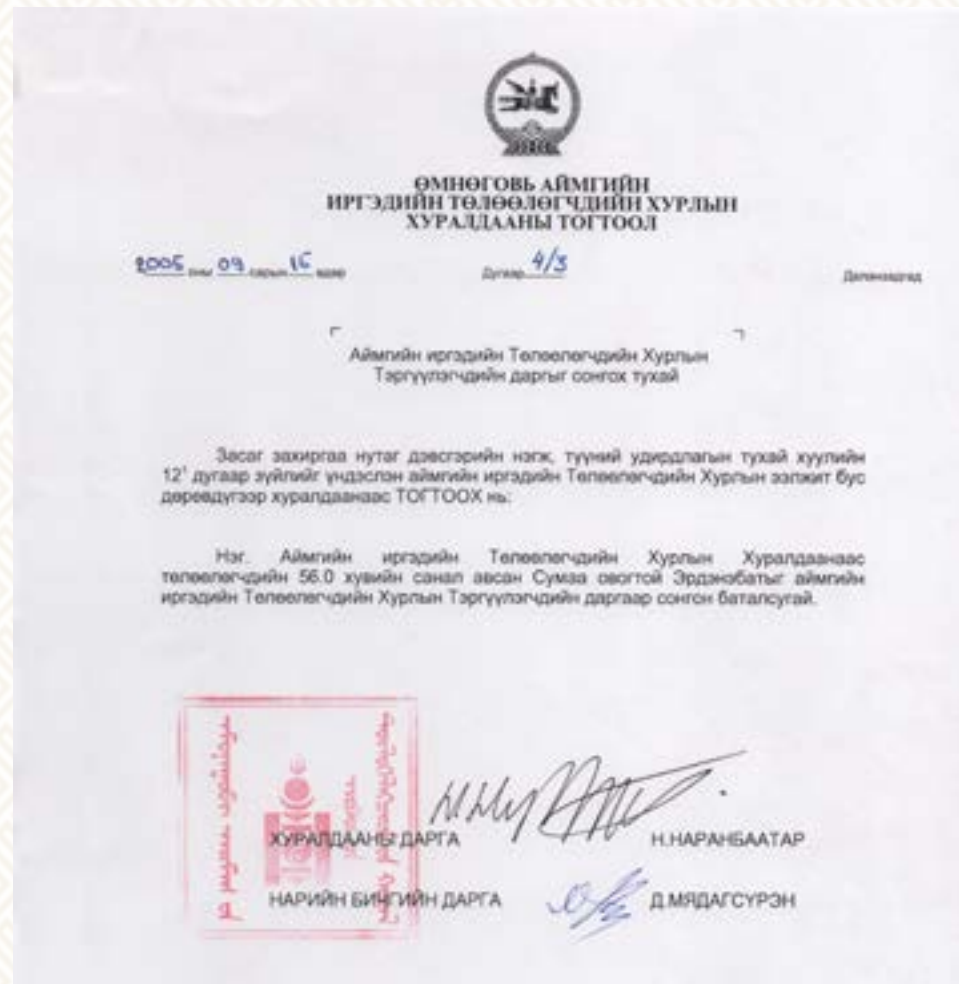 ӨМНӨГОВЬ АЙМГИЙН
ИРГЭДИЙН ТӨЛӨӨЛӨГЧДИЙН ХУРЛЫН
ХУРАЛДААНЫ ТОГТООЛ
2005 оны 09 сарын өдөр Дугаар 4/3 Даланзадгад
Аймгийн иргэдийн Төлөөлөгчдийн Хурлын
Тэргүүлэгчдийн даргыг сонгох тухай
Засаг захиргаа нутаг дэвсгэрийн нэгж, түүний удирдлагын тухай хуулийн
12¹ дугаар зүйлийг үндэслэн аймгийн иргэдийн Төлөөлөгчдийн Хурлын ээлжит бус
дөрөвдүгээр хуралдаанаас ТОГТООХ нь:
Нэг. Аймгийн иргэдийн Төлөөлөгчдийн Хурлын Хуралдаанаас
төлөөлөгчдийн 56.0 хувийн санал авсан Сумаа овогтой Эрдэнэбатыг аймгийн
иргэдийн Төлөөлөгчдийн Хурлын Тэргүүлэгчдийн даргаар сонгон баталсугай.
ХУРАЛДААНЫ ДАРГА Н.НАРАНБААТАР
НАРИЙН БИЧГИЙН ДАРГА Д.МЯДАГСҮРЭН